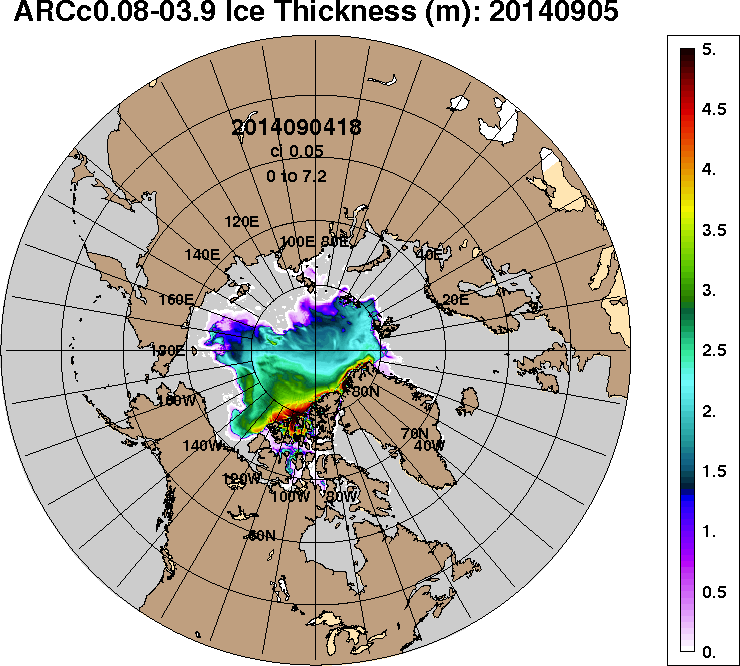 ARCc0.08-03.9 Ice Thickness (m): 20140905
5.
4.5
4.
3.5
3.
2.5
2.
1.5
1.
0.5
0.
2014090418
ci 0.05
0 to 7.2
120E
100E 80E
140E
40E
160E
20E
180E
160W
80N
70N
140W
40W
120W
100W 80W
60N